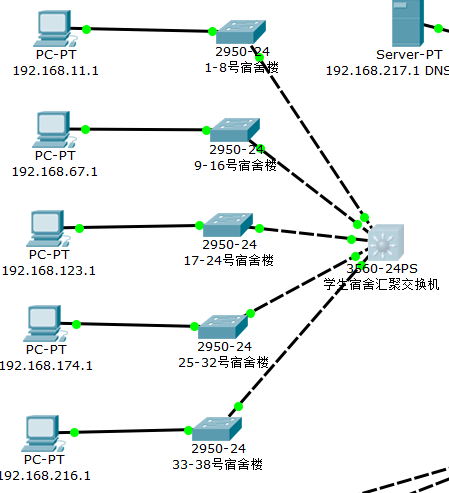 PC-PT
192.168.11.1
2950-24
1-8号宿舍楼
Server-PT
192.168.217.1 DNS
PC-PT
192.168.67.1
2950-24
9-16号宿舍楼
PC-PT
192.168.123.1
2950-24
17-24号宿舍楼
3560-24PS
学生宿舍汇聚交换机
PC-PT
192.168.174.1
2950-24
25-32号宿舍楼
PC-PT
192.168.216.1
2950-24
33-38号宿舍楼